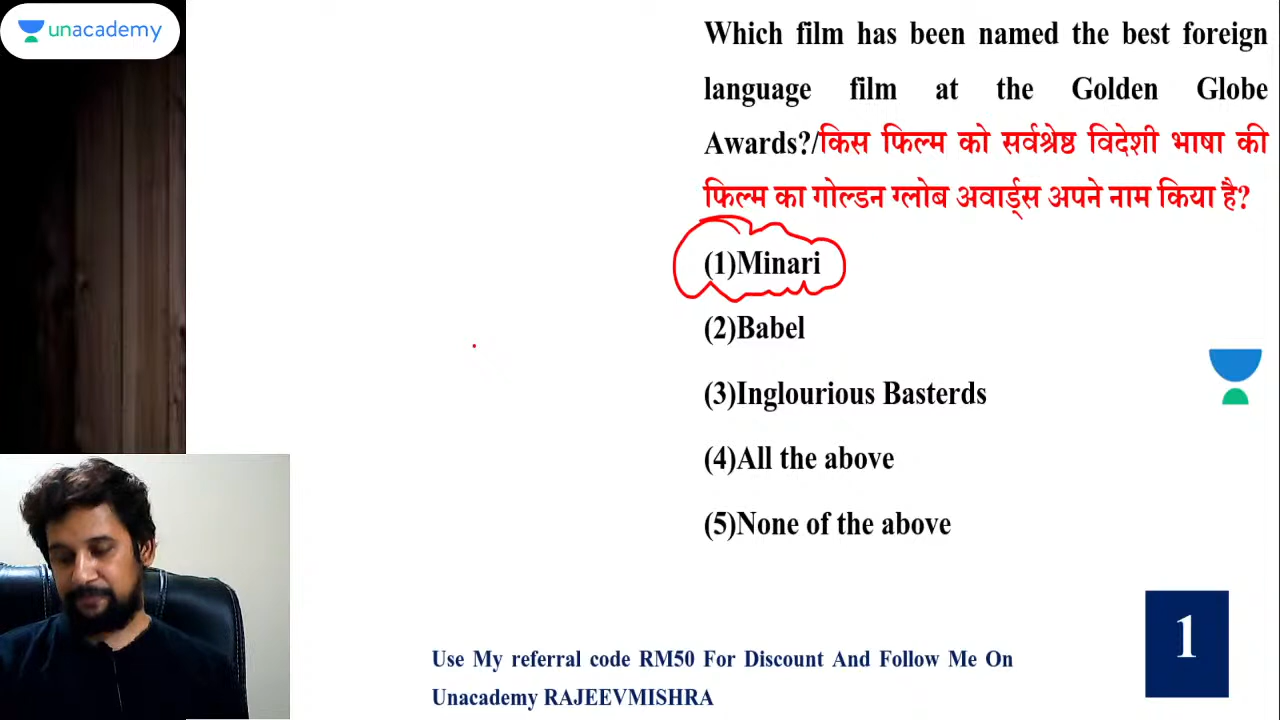 unacademy
Which film has been named the best foreign
language film at the Golden Globe
Awards?/किस फिल्म को सर्वश्रेष्ठ विदेशी भाषा की
फिल्म का गोल्डन ग्लोब अवार्ड्स अपने नाम किया है?
(1)Minari
(2)Babel
(3)Inglourious Basterds
(4)All the above
(5)None of the above
1
Use My referral code RM50 For Discount And Follow Me On
Unacademy RAJEEVMISHRA